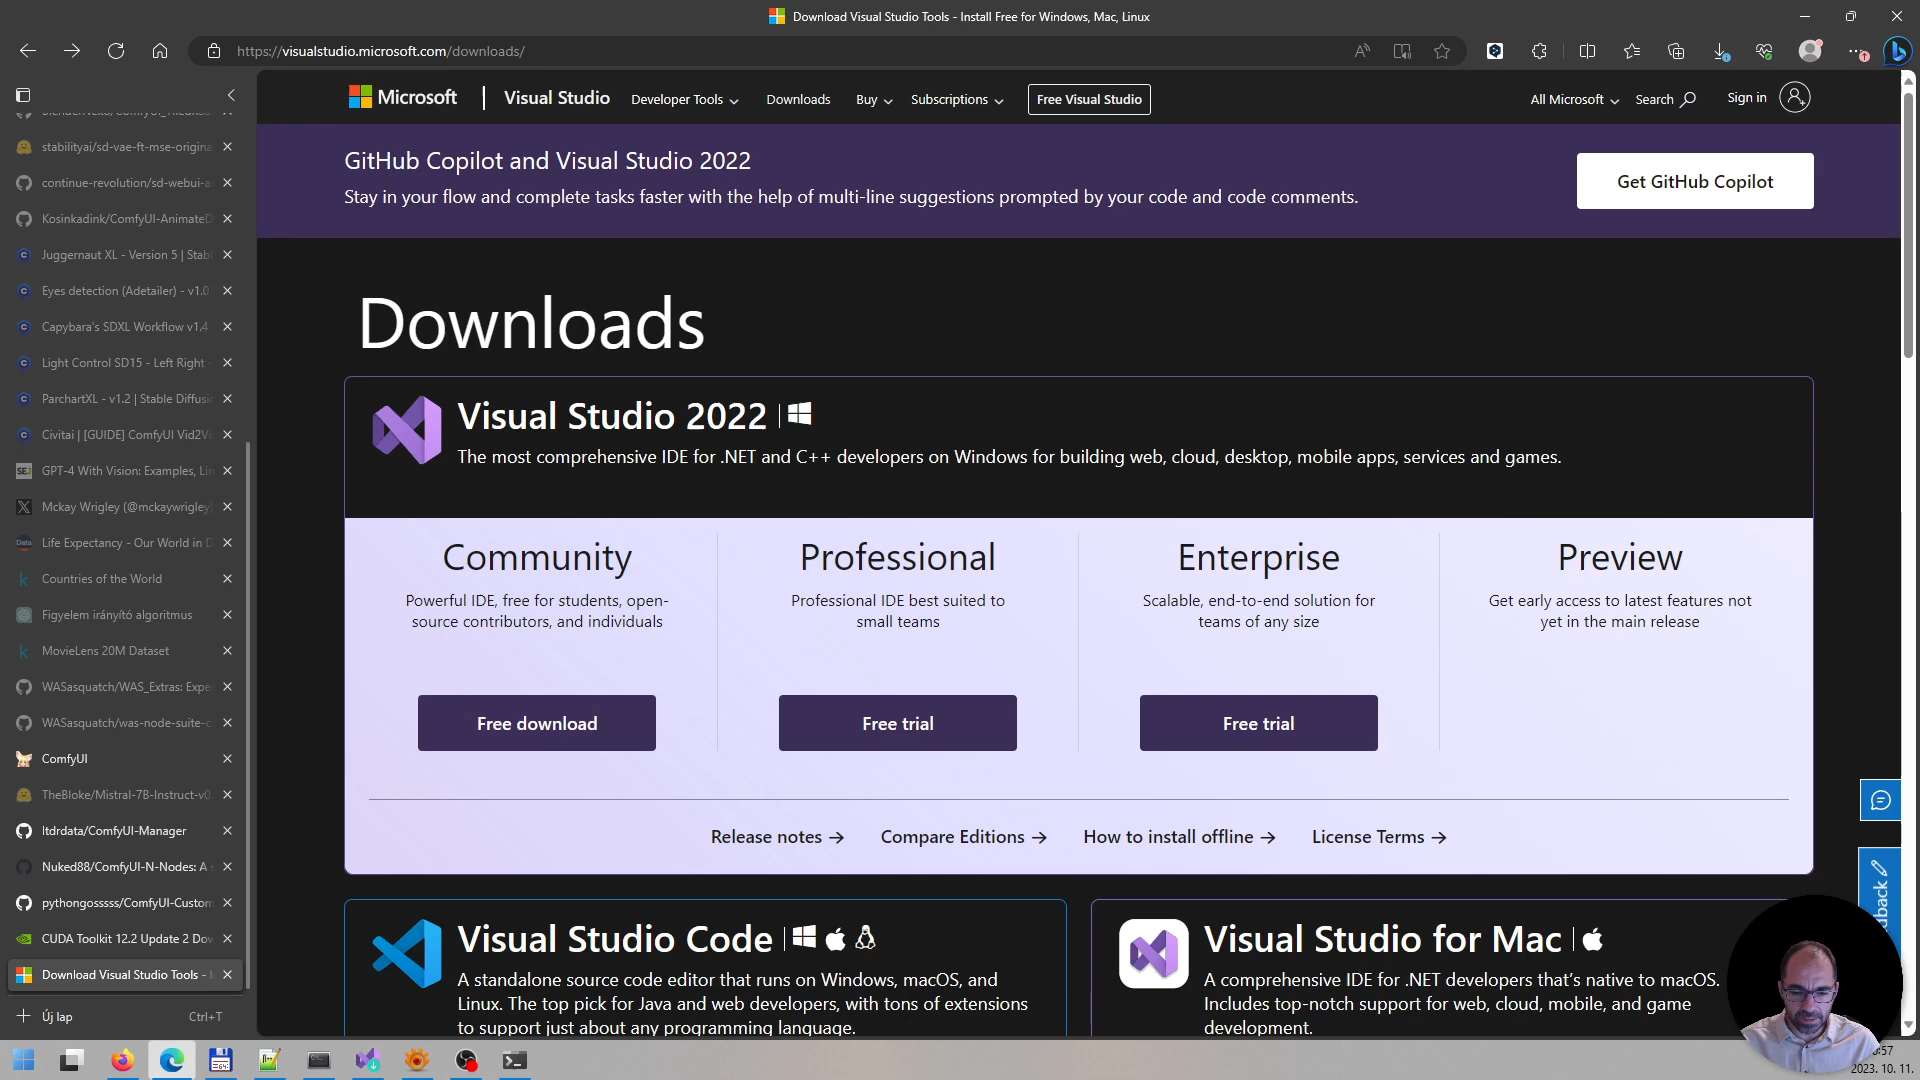 Download Visual Studio Tools - Install Free for Windows, Mac, Linux
https://visualstudio.microsoft.com/downloads/
stabilityai/sd-vae-ft-mse-origina
continue-revolution/sd-webui-a
Kosinkadink/ComfyUI-AnimateD
Juggernaut XL - Version 5 | Stab
Eyes detection (Adetailer) - v1.0
Capybara's SDXL Workflow v1.4
Light Control SD15 - Left Right -
ParchartXL - v1.2 | Stable Diffusi
Civitai | [GUIDE] ComfyUI Vid2Vi
GPT-4 With Vision: Examples, Lim
Mckay Wrigley (@mckaywrigley)
Life Expectancy - Our World in D
Countries of the World
Figyelem irányító algoritmus
MovieLens 20M Dataset
WASasquatch/WAS_Extras: Expe
WASasquatch/was-node-suite-c
ComfyUI
TheBloke/Mistral-7B-Instruct-v0.
ltdrdata/ComfyUI-Manager
Nuked88/ComfyUI-N-Nodes: A s
pythongosssss/ComfyUI-Custom
CUDA Toolkit 12.2 Update 2 Dow
Download Visual Studio Tools - I
Új lap Ctrl+T
Microsoft Visual Studio Developer Tools Downloads Buy Subscriptions Free Visual Studio All Microsoft Search Sign in
GitHub Copilot and Visual Studio 2022
Stay in your flow and complete tasks faster with the help of multi-line suggestions prompted by your code and code comments.
Get GitHub Copilot
Downloads
Visual Studio 2022
The most comprehensive IDE for .NET and C++ developers on Windows for building web, cloud, desktop, mobile apps, services and games.
Community
Powerful IDE, free for students, open-
source contributors, and individuals
Free download
Professional
Professional IDE best suited to
small teams
Free trial
Enterprise
Scalable, end-to-end solution for
teams of any size
Free trial
Preview
Get early access to latest features not
yet in the main release
Release notes → Compare Editions → How to install offline → License Terms →
Visual Studio Code
A standalone source code editor that runs on Windows, macOS, and
Linux. The top pick for Java and web developers, with tons of extensions
to support just about any programming language.
Visual Studio for Mac
A comprehensive IDE for .NET developers that's native to macOS.
Includes top-notch support for web, cloud, mobile, and game
development.
dback
:57
2023. 10. 11.